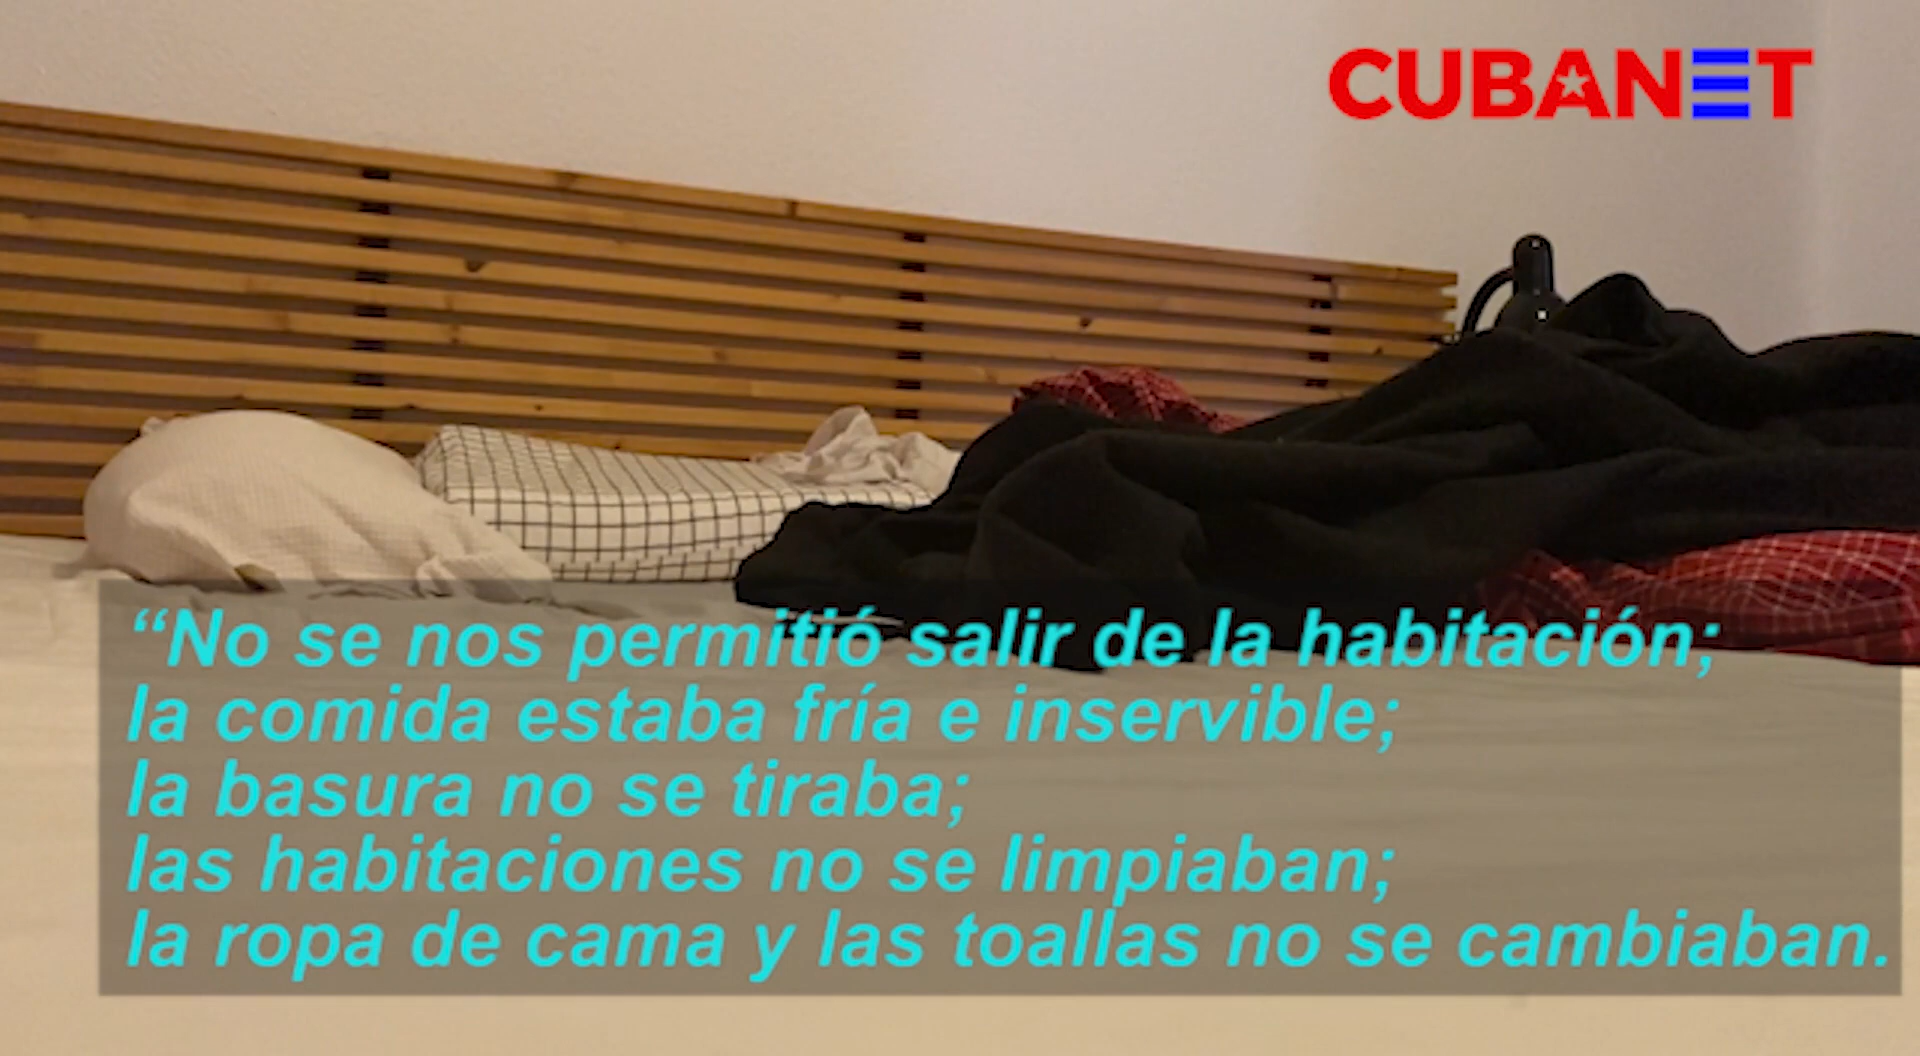 CUBANET
“No se nos permitió salir de la habitación;
la comida estaba fría e inservible;
la basura no se tiraba;
las habitaciones no se limpiaban;
la ropa de cama y las toallas no se cambiaban.